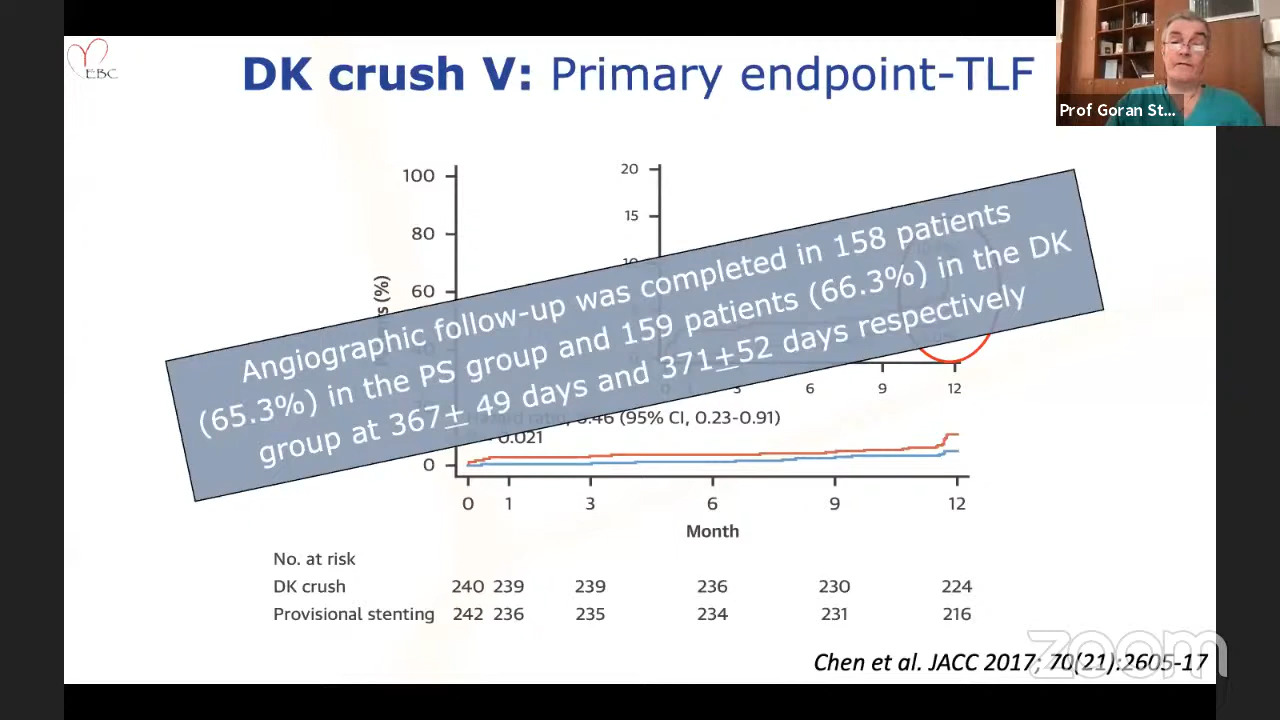 EBC
DK crush V: Primary endpoint-TLF
Prof Goran St...
100
80
60
0
20
15
10
Angiographic follow-up was completed in 158 patients
(65.3%) in the PS group and 159 patients (66.3%) in the DK
group at 367± 49 days and 371±52 days respectively
3
6
9
12
(%)
Hazard ratio, 0.46 (95% CI, 0.23-0.91)
0.021
0
1
3
6
9
12
Month
No. at risk
DK crush 240 239 239 236 230 224
Provisional stenting 242 236 235 234 231 216
Chen et al. JACC 2017; 70(21):2605-17
zoom